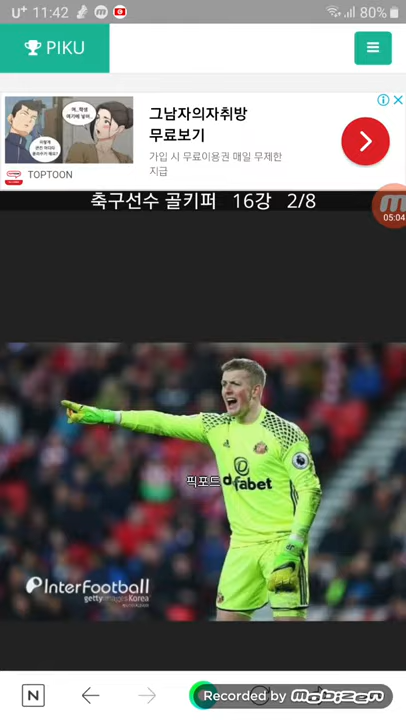 U+ 11:42
80%
PIKU
그남자의자취방
무료보기
가입 시 무료이용권 매일 무제한
지급
TOPTOON
축구선수 골키퍼 16강 2/8
05:04
픽포드
dafabet
InterFootball
gettyimages Korea
N
Recorded by mobizen